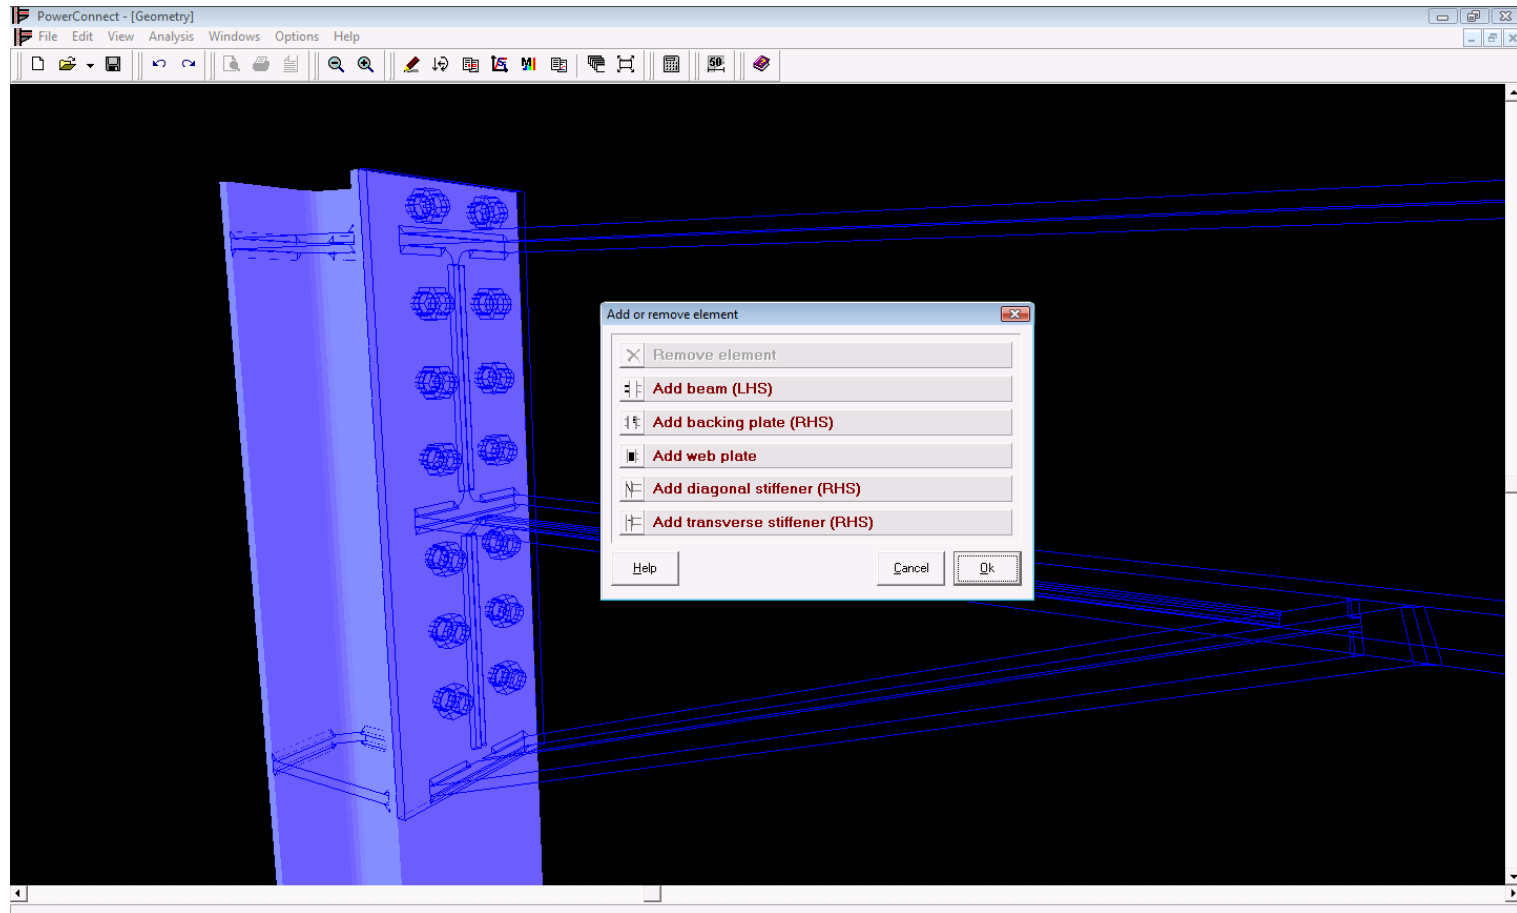 PowerConnect - [Geometry]
File Edit View Analysis Windows Options Help
50
Add or remove element
Remove element
Add beam (LHS)
Add backing plate (RHS)
Add web plate
Add diagonal stiffener (RHS)
Add transverse stiffener (RHS)
Help Cancel Ok